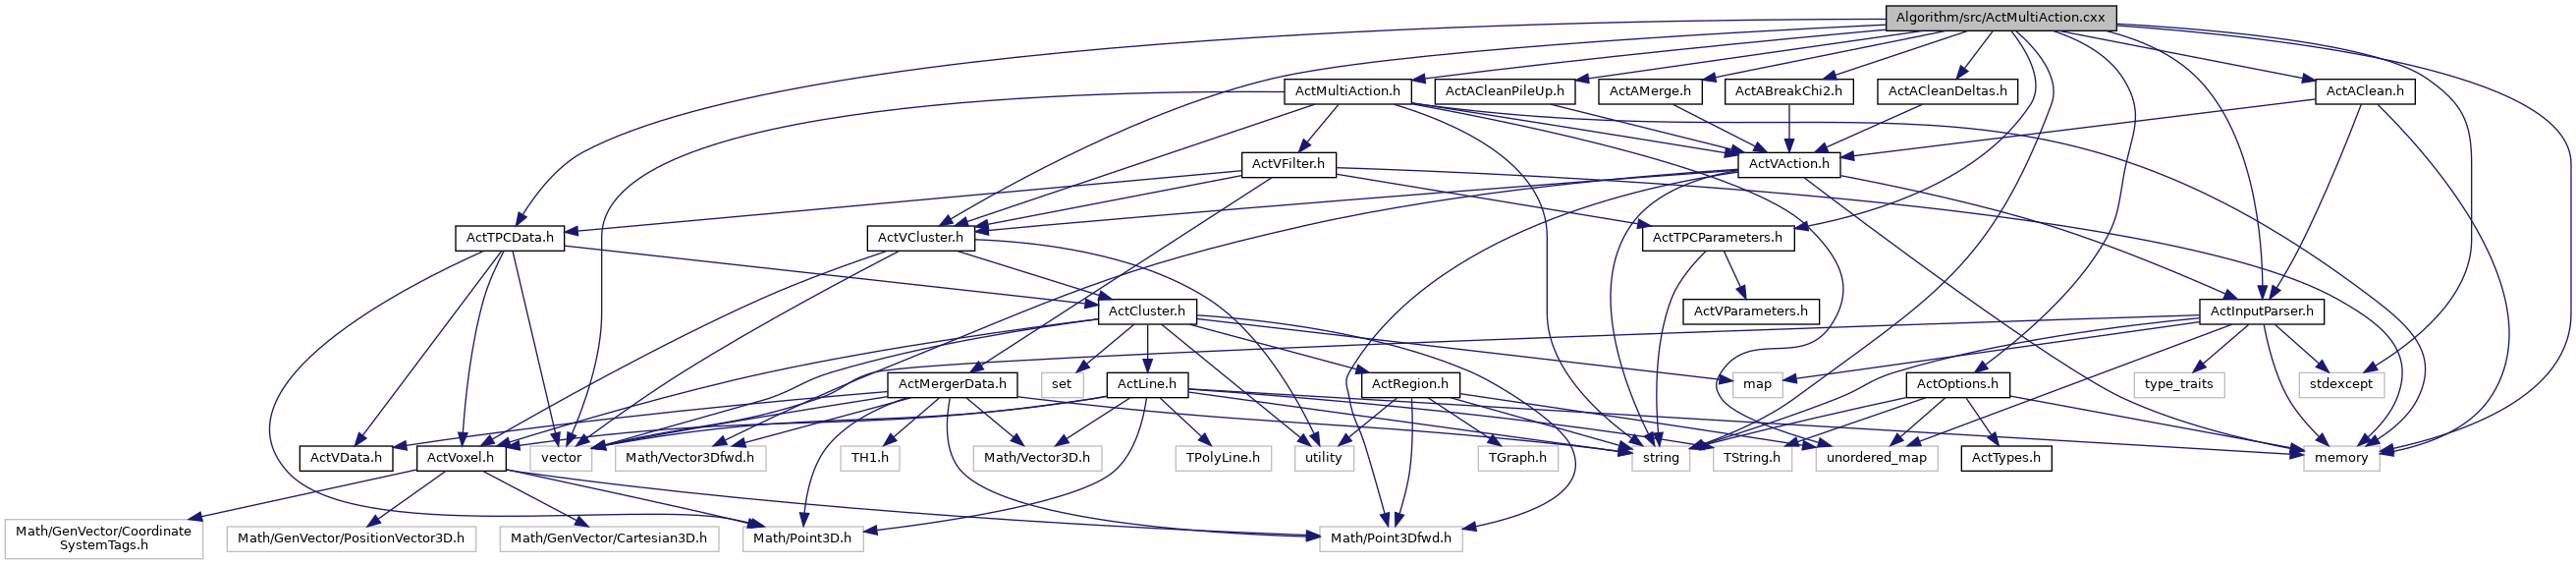 Algorithm/src/ActMultiAction.cxx
ActMultiAction.h
ActACleanPileUp.h
ActAMerge.h
ActABreakChi2.h
ActACleanDeltas.h
ActAClean.h
ActVFilter.h
ActVAction.h
ActTPCData.h
ActVCluster.h
ActTPCParameters.h
ActCluster.h
ActVParameters.h
ActInputParser.h
ActMergerData.h
set
ActLine.h
ActRegion.h
map
ActOptions.h
type_traits
stdexcept
ActVData.h
ActVoxel.h
vector
Math/Vector3Dfwd.h
TH1.h
Math/Vector3D.h
TPolyLine.h
utility
TGraph.h
string
TString.h
unordered_map
ActTypes.h
memory
Math/GenVector/Coordinate
SystemTags.h
Math/GenVector/PositionVector3D.h
Math/GenVector/Cartesian3D.h
Math/Point3D.h
Math/Point3Dfwd.h